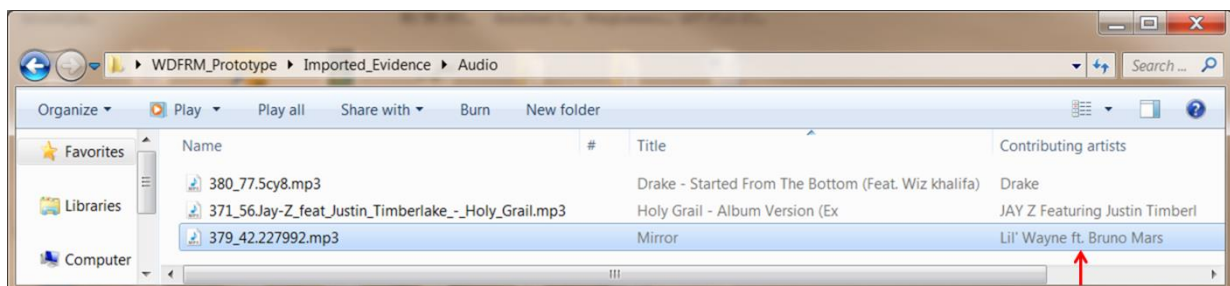 WDFRM_Prototype Imported_Evidence Audio Search ...
Organize Play Play all Share with Burn New folder
Favorites Name # Title Contributing artists
380_77.5cy8.mp3 Drake - Started From The Bottom (Feat. Wiz khalifa) Drake
Libraries 371_56.Jay-Z_feat_Justin_Timberlake_-_Holy_Grail.mp3 Holy Grail - Album Version (Ex JAY Z Featuring Justin Timberl
379_42.227992.mp3 Mirror Lil' Wayne ft. Bruno Mars
Computer